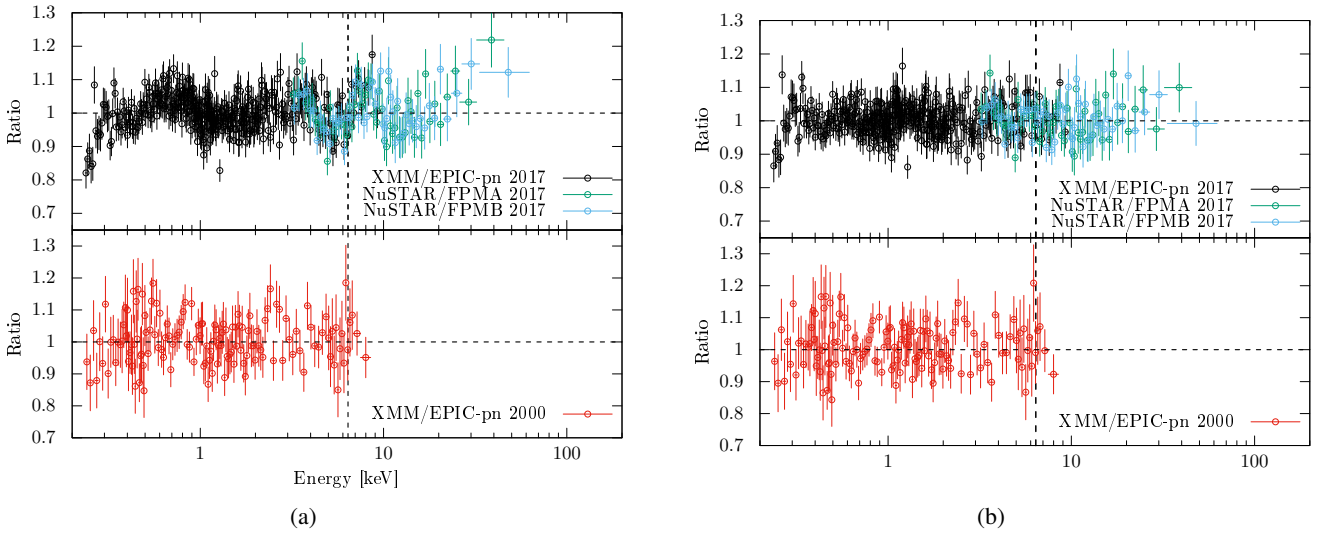 1.3
1.2
1.1
1
0.9
0.8
0.7
Ratio
XMM/EPIC-pn 2017
NuSTAR/FPMA 2017
NuSTAR/FPMB 2017
1.3
1.2
1.1
1
0.9
0.8
0.7
Ratio
XMM/EPIC-pn 2000
1
10
100
Energy [keV]
(a)
1.3
1.2
1.1
1
0.9
0.8
0.7
Ratio
XMM/EPIC-pn 2017
NuSTAR/FPMA 2017
NuSTAR/FPMB 2017
1.3
1.2
1.1
1
0.9
0.8
0.7
Ratio
XMM/EPIC-pn 2000
1
10
100
(b)